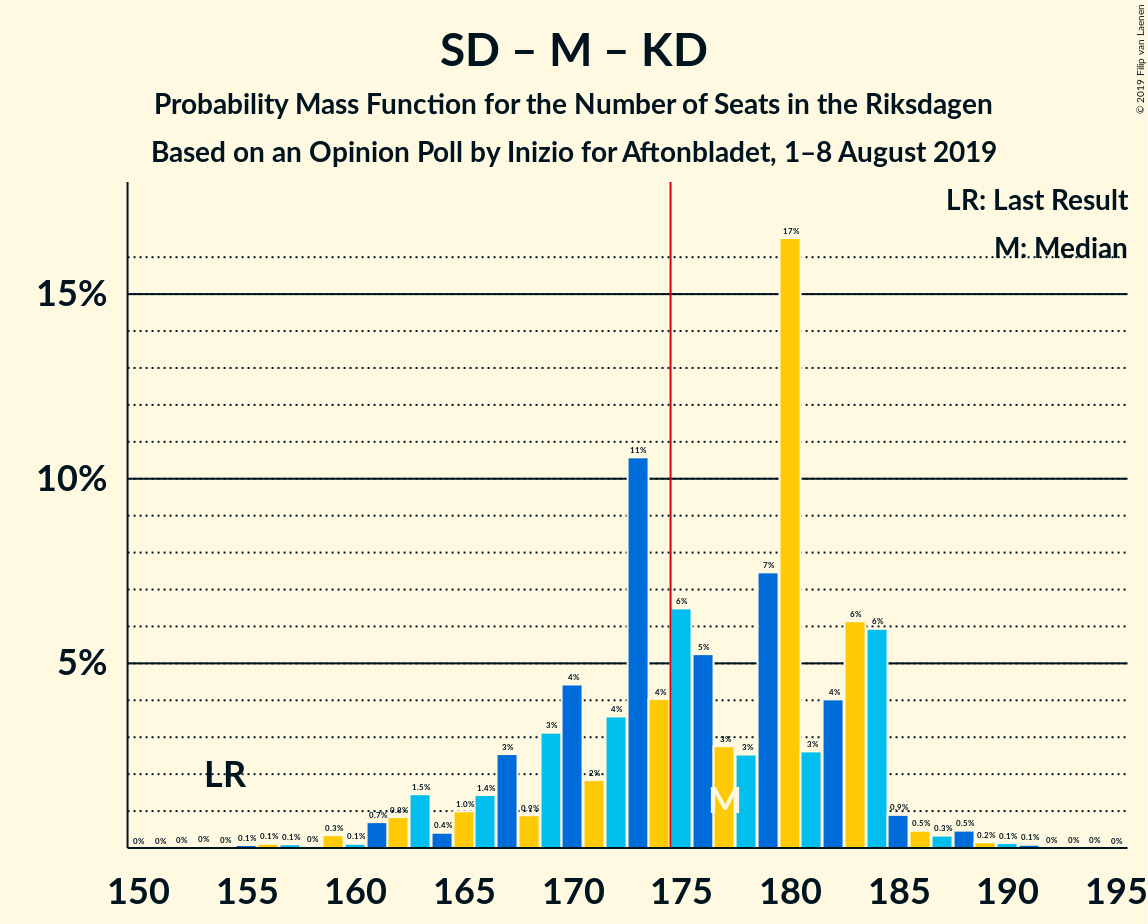 SD – M – KD
Probability Mass Function for the Number of Seats in the Riksdagen
Based on an Opinion Poll by Inizio for Aftonbladet, 1–8 August 2019
© 2019 Filip van Laenen
LR: Last Result
M: Median
15%
10%
5%
0% 0% 0% 0% 0% 0.1% 0.1% 0.1% 0% 0.3% 0.1% 0.7% 0.8% 1.5% 0.4% 1.0% 1.4% 3% 0.9% 3% 4% 2% 4% 11% 4% 6% 5% 3% 3% 7% 17% 3% 4% 6% 6% 0.9% 0.5% 0.3% 0.5% 0.2% 0.1% 0.1% 0% 0% 0% 0%
LR
M
150 155 160 165 170 175 180 185 190 195